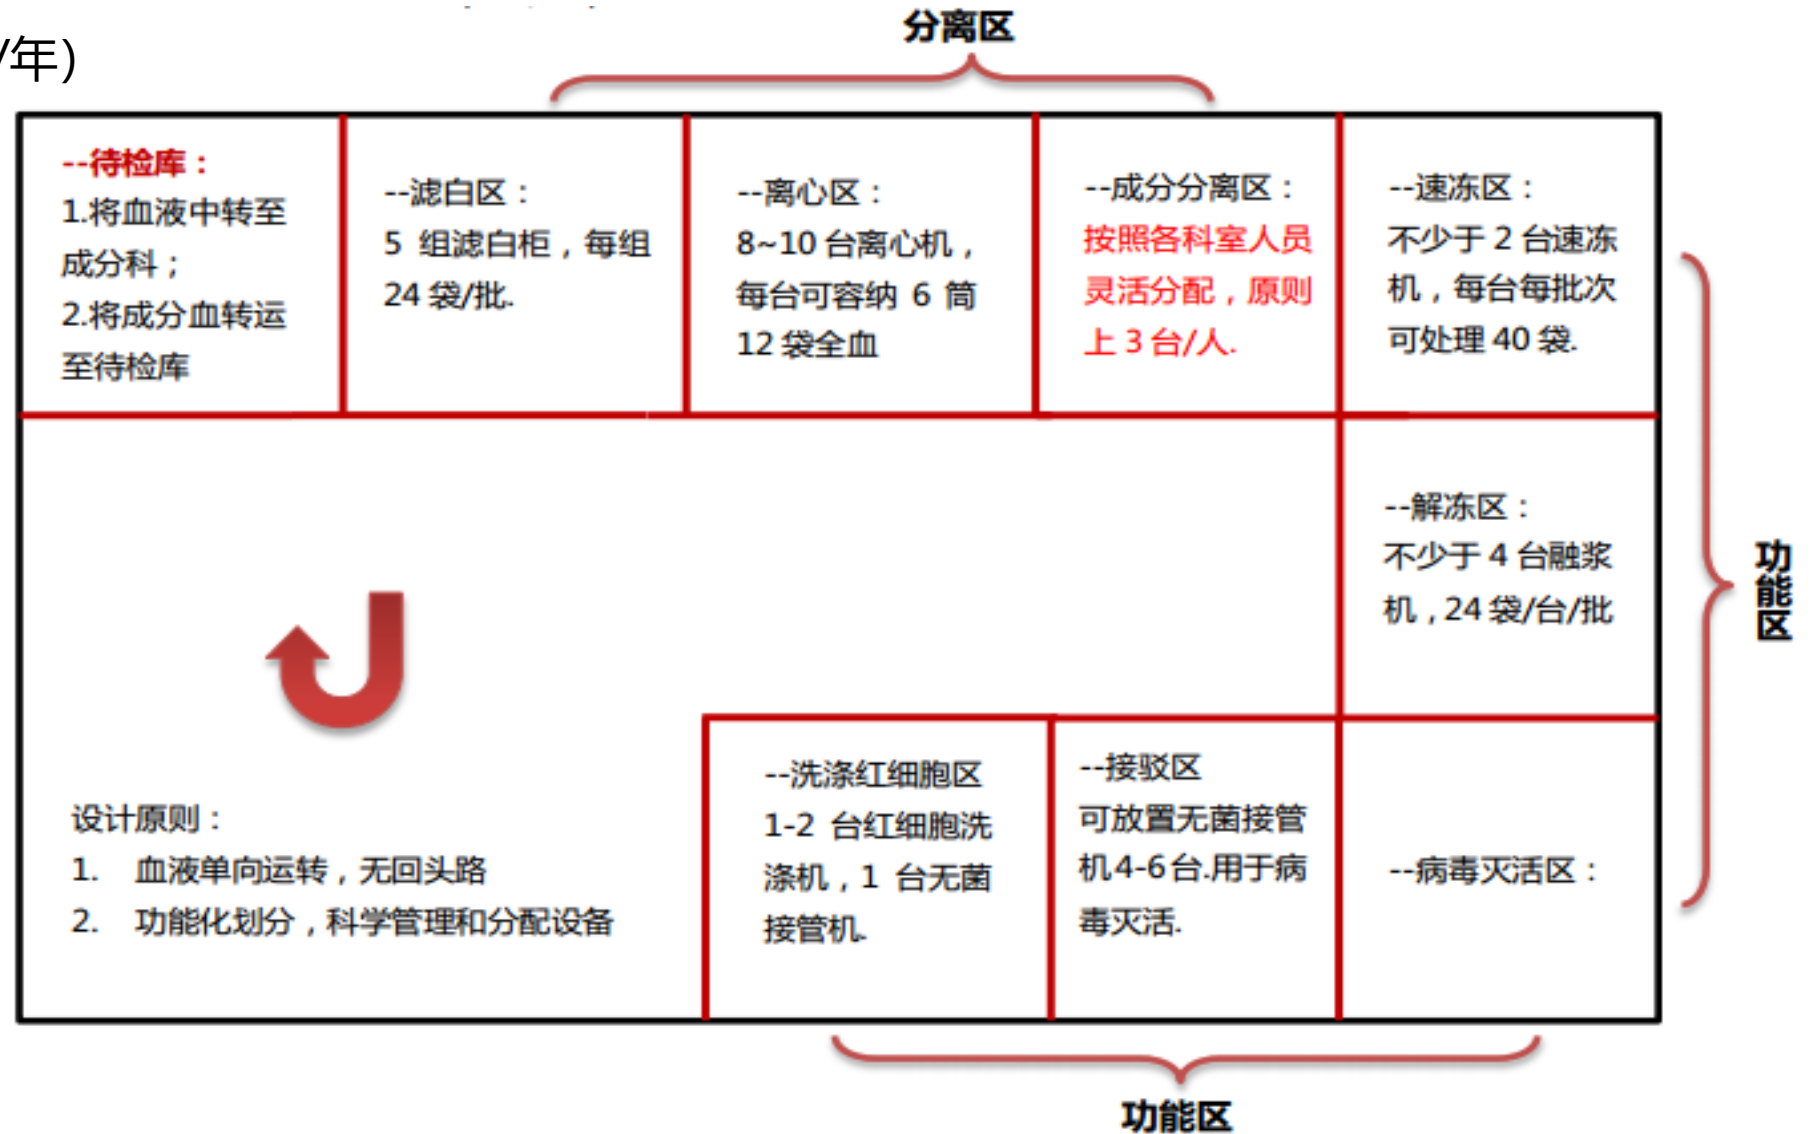 /年)
分离区
--待检库：
1.将血液中转至
成分科；
2.将成分血转运
至待检库
--滤白区：
5 组滤白柜，每组
24 袋/批.
--离心区：
8~10 台离心机，
每台可容纳 6 筒
12 袋全血
--成分分离区：
按照各科室人员
灵活分配，原则
上 3 台/人.
--速冻区：
不少于 2 台速冻
机，每台每批次
可处理 40 袋.
--解冻区：
不少于 4 台融浆
机，24 袋/台/批
功能区
设计原则：
1. 血液单向运转，无回头路
2. 功能化划分，科学管理和分配设备
--洗涤红细胞区
1-2 台红细胞洗
涤机，1 台无菌
接管机.
--接驳区
可放置无菌接管
机 4-6 台.用于病
毒灭活.
--病毒灭活区：
功能区